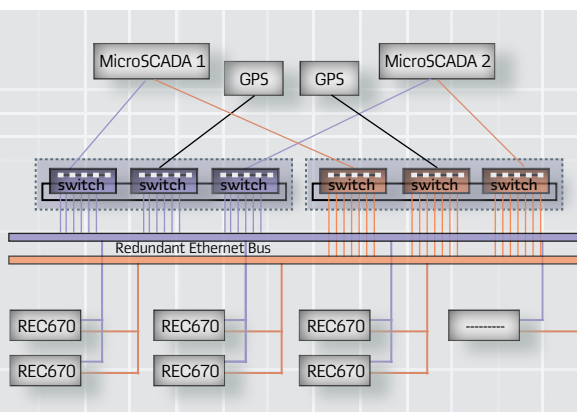 MicroSCADA 1
GPS
GPS
MicroSCADA 2
switch
switch
switch
switch
switch
switch
Redundant Ethernet Bus
REC670
REC670
REC670
---------
REC670
REC670
REC670